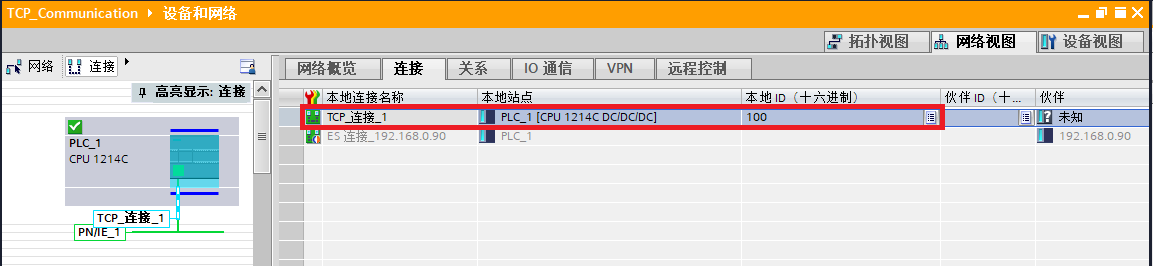 TCP_Communication ▸ 设备和网络
拓扑视图 网络视图 设备视图
网络 连接
网络概览 连接 关系 IO 通信 VPN 远程控制
高亮显示: 连接
本地连接名称 本地站点 本地 ID（十六进制） 伙伴 ID（十... 伙伴
TCP_连接_1 PLC_1 [CPU 1214C DC/DC/DC] 100 未知
ES 连接_192.168.0.90 PLC_1 192.168.0.90
PLC_1
CPU 1214C
TCP_连接_1
PN/IE_1